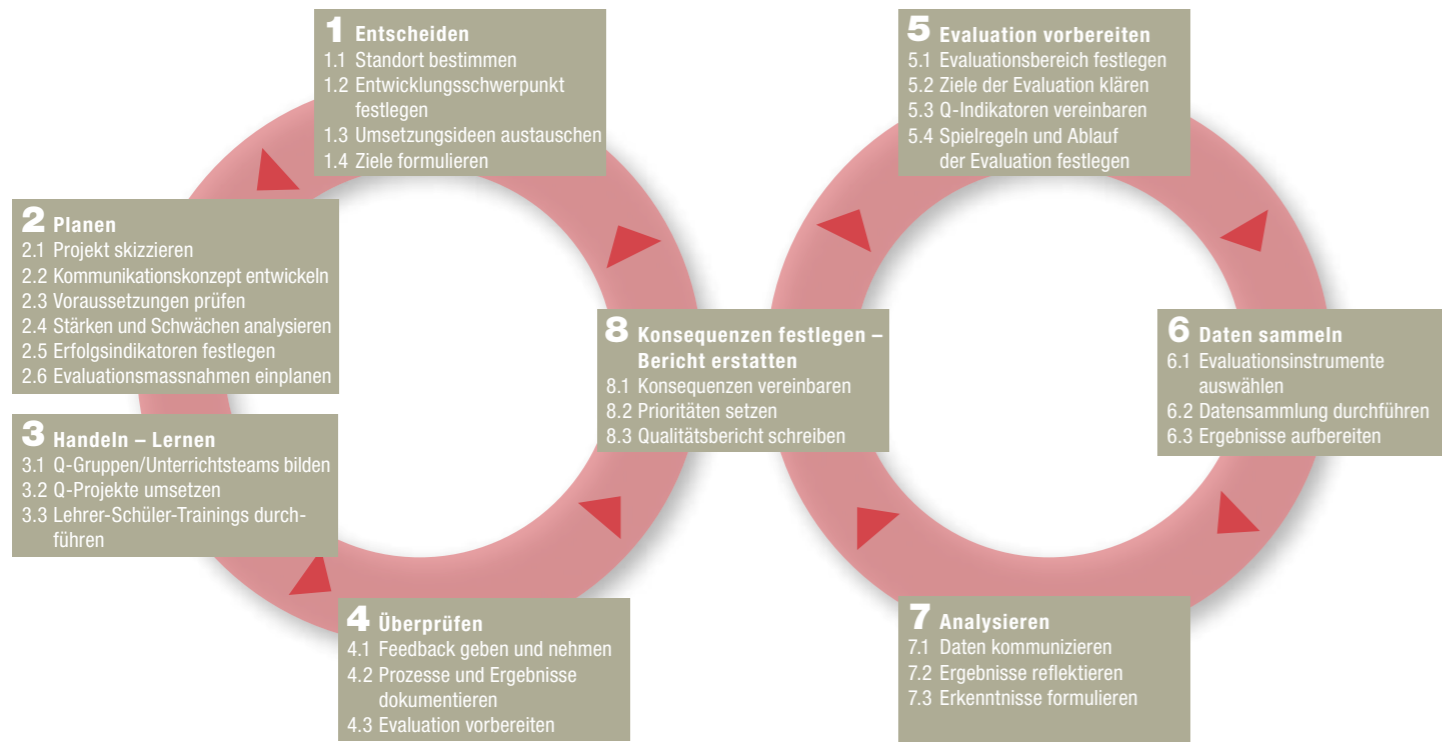 1 Entscheiden
1.1 Standort bestimmen
1.2 Entwicklungsschwerpunkt
festlegen
1.3 Umsetzungsideen austauschen
1.4 Ziele formulieren
2 Planen
2.1 Projekt skizzieren
2.2 Kommunikationskonzept entwickeln
2.3 Voraussetzungen prüfen
2.4 Stärken und Schwächen analysieren
2.5 Erfolgsindikatoren festlegen
2.6 Evaluationsmassnahmen einplanen
3 Handeln – Lernen
3.1 Q-Gruppen/Unterrichtsteams bilden
3.2 Q-Projekte umsetzen
3.3 Lehrer-Schüler-Trainings durch-
führen
4 Überprüfen
4.1 Feedback geben und nehmen
4.2 Prozesse und Ergebnisse
dokumentieren
4.3 Evaluation vorbereiten
5 Evaluation vorbereiten
5.1 Evaluationsbereich festlegen
5.2 Ziele der Evaluation klären
5.3 Q-Indikatoren vereinbaren
5.4 Spielregeln und Ablauf
der Evaluation festlegen
6 Daten sammeln
6.1 Evaluationsinstrumente
auswählen
6.2 Datensammlung durchführen
6.3 Ergebnisse aufbereiten
7 Analysieren
7.1 Daten kommunizieren
7.2 Ergebnisse reflektieren
7.3 Erkenntnisse formulieren
8 Konsequenzen festlegen –
Bericht erstatten
8.1 Konsequenzen vereinbaren
8.2 Prioritäten setzen
8.3 Qualitätsbericht schreiben